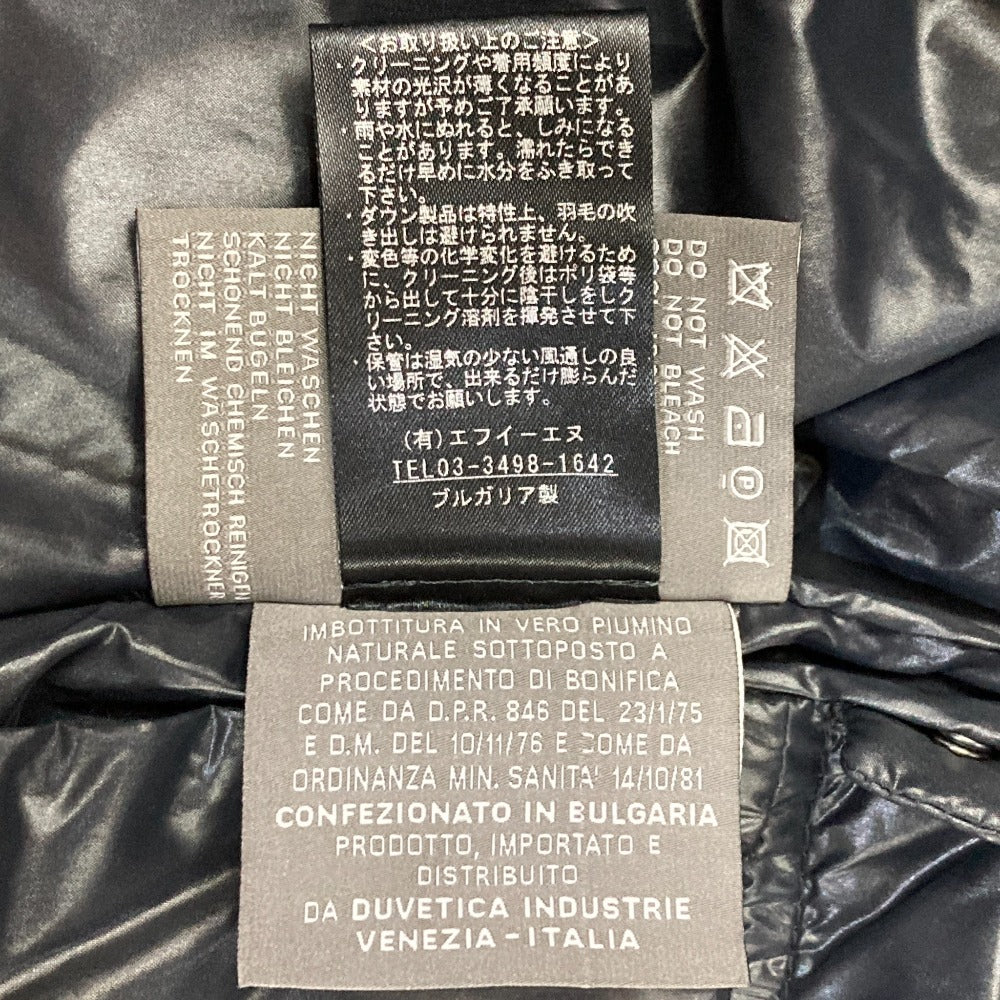 <お取り扱い上のご注意>
・クリーニングや着用頻度により
素材の光沢が薄くなることがあ
りますが予めご了承願います。
・雨や水にぬれると、しみになる
ことがあります。濡れたらでき
るだけ早めに水分をふき取って
下さい。
・ダウン製品は特性上、羽毛の吹
き出しは避けられません。
・変色等の化学変化を避けるため
に、クリーニング後はポリ袋等
から出して十分に陰干しをしク
リーニング溶剤を揮発させて下
さい。
・保管は湿気の少ない風通しの良
い場所で、出来るだけ膨らんだ
状態でお願いします。
(有)エフイーエヌ
TEL03-3498-1642
ブルガリア製
NICHT WASCHEN
NICHT BLEICHEN
KALT BUGELN
SCHONEND CHEMISCH REINIGEN
NICHT IM WÄSCHETROCKNER
TROCKNEN
DO NOT WASH
DO NOT BLEACH
P
IMBOTTITURA IN VERO PIUMINO
NATURALE SOTTOPOSTO A
PROCEDIMENTO DI BONIFICA
COME DA D.P.R. 846 DEL 23/1/75
E D.M. DEL 10/11/76 E COME DA
ORDINANZA MIN. SANITA' 14/10/81
CONFEZIONATO IN BULGARIA
PRODOTTO, IMPORTATO E
DISTRIBUITO
DA DUVETICA INDUSTRIE
VENEZIA-ITALIA